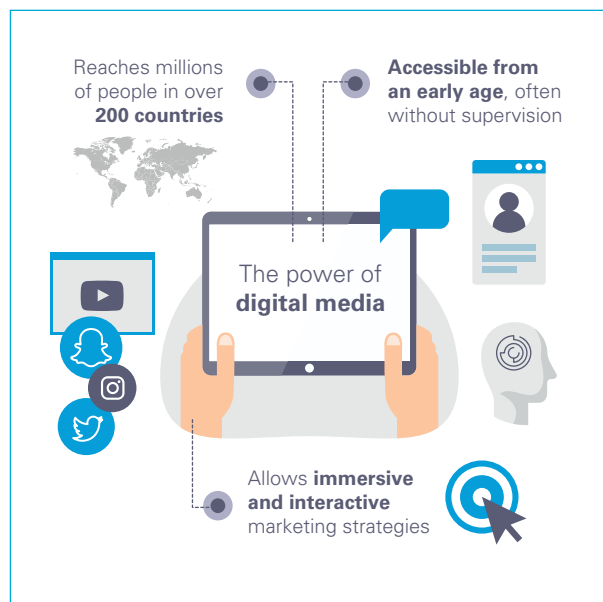 Reaches millions
of people in over
200 countries
Accessible from
an early age, often
without supervision
The power of
digital media
Allows immersive
and interactive
marketing strategies